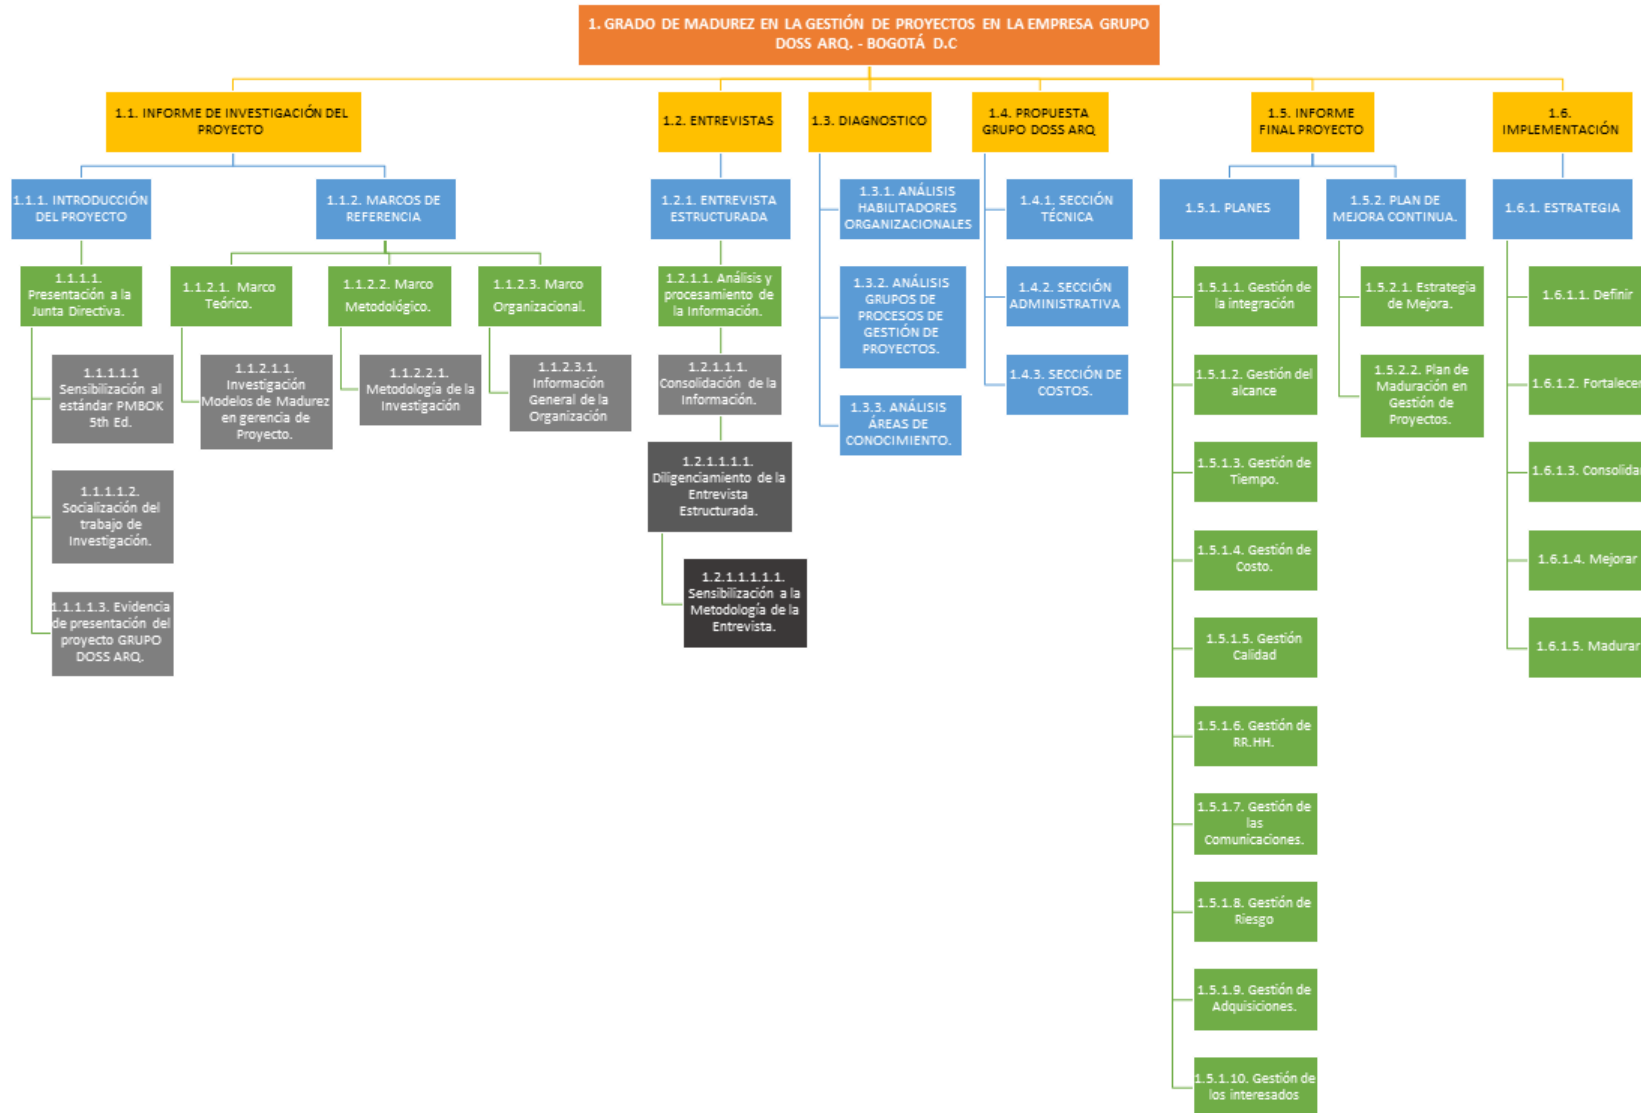 1. GRADO DE MADUREZ EN LA GESTIÓN DE PROYECTOS EN LA EMPRESA GRUPO
DOSS ARQ. - BOGOTÁ D.C
1.1. INFORME DE INVESTIGACIÓN DEL
PROYECTO
1.2. ENTREVISTAS
1.3. DIAGNOSTICO
1.4. PROPUESTA
GRUPO DOSS ARQ
1.5. INFORME
FINAL PROYECTO
1.6.
IMPLEMENTACIÓN
1.1.1. INTRODUCCIÓN
DEL PROYECTO
1.1.2. MARCOS DE
REFERENCIA
1.2.1. ENTREVISTA
ESTRUCTURADA
1.3.1. ANÁLISIS
HABILITADORES
ORGANIZACIONALES
1.4.1. SECCIÓN
TÉCNICA
1.5.1. PLANES
1.5.2. PLAN DE
MEJORA CONTINUA.
1.6.1. ESTRATEGIA
1.1.1.1.
Presentación a la
Junta Directiva.
1.1.2.1. Marco
Teórico.
1.1.2.2. Marco
Metodológico.
1.1.2.3. Marco
Organizacional.
1.2.1.1. Análisis y
procesamiento de
la Información.
1.3.2. ANÁLISIS
GRUPOS DE
PROCESOS DE
GESTIÓN DE
PROYECTOS.
1.4.2. SECCIÓN
ADMINISTRATIVA
1.5.1.1. Gestión de
la integración
1.5.2.1. Estrategia
de Mejora.
1.6.1.1. Definir
1.1.1.1.1
Sensibilización al
estándar PMBOK
5th Ed.
1.1.2.1.1.
Investigación
Modelos de Madurez
en gerencia de
Proyecto.
1.1.2.2.1.
Metodología de la
Investigación
1.1.2.3.1.
Información
General de la
Organización
1.2.1.1.1.
Consolidación de la
Información.
1.3.3. ANÁLISIS
ÁREAS DE
CONOCIMIENTO.
1.4.3. SECCIÓN DE
COSTOS.
1.5.1.2. Gestión del
alcance
1.5.2.2. Plan de
Maduración en
Gestión de
Proyectos.
1.6.1.2. Fortalecer
1.1.1.1.2.
Socialización del
trabajo de
Investigación.
1.2.1.1.1.1.
Diligenciamiento de la
Entrevista
Estructurada.
1.5.1.3. Gestión de
Tiempo.
1.6.1.3. Consolidar
1.1.1.1.3. Evidencia
de presentación del
proyecto GRUPO
DOSS ARQ.
1.2.1.1.1.1.1.
Sensibilización a la
Metodología de la
Entrevista.
1.5.1.4. Gestión de
Costo.
1.6.1.4. Mejorar
1.5.1.5. Gestión
Calidad
1.6.1.5. Madurar
1.5.1.6. Gestión de
RR.HH.
1.5.1.7. Gestión de
las
Comunicaciones.
1.5.1.8. Gestión de
Riesgo
1.5.1.9. Gestión de
Adquisiciones.
1.5.1.10. Gestión de
los interesados